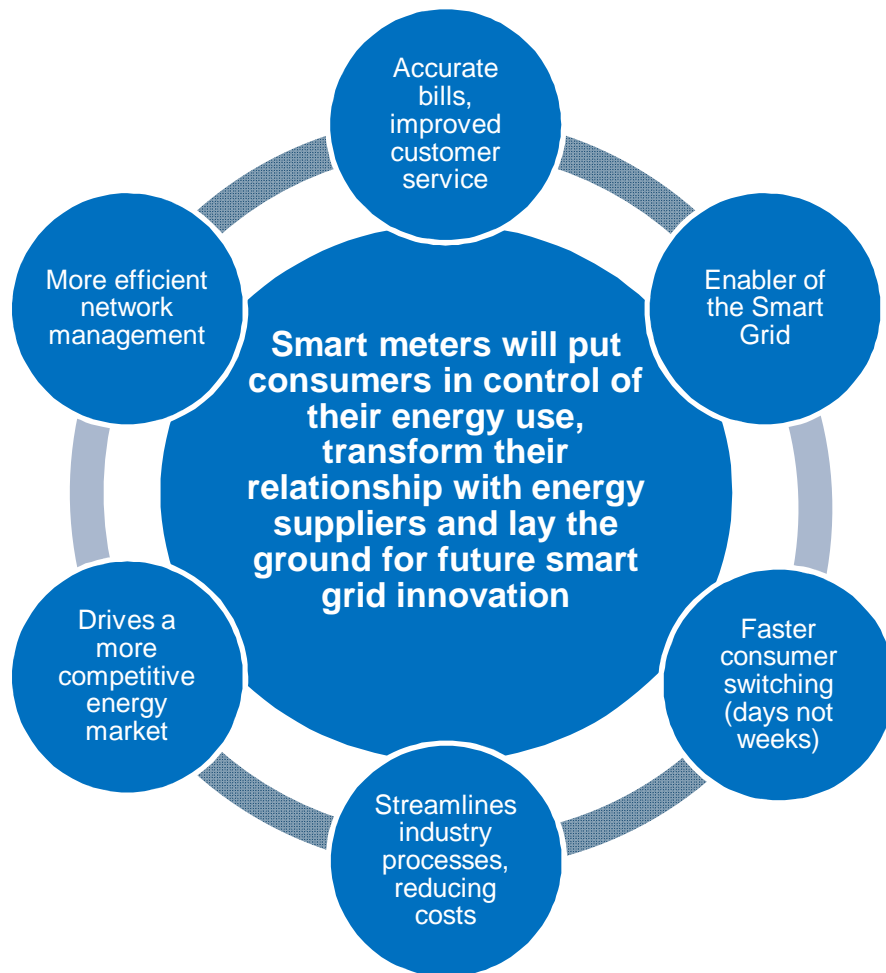 Accurate
bills,
improved
customer
service
More efficient
network
management
Enabler of
the Smart
Grid
Smart meters will put
consumers in control of
their energy use,
transform their
relationship with energy
suppliers and lay the
ground for future smart
grid innovation
Drives a
more
competitive
energy
market
Faster
consumer
switching
(days not
weeks)
Streamlines
industry
processes,
reducing
costs